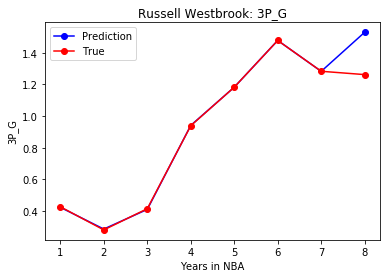 Russell Westbrook: 3P_G
Prediction
True
3P_G
1.4
1.2
1.0
0.8
0.6
0.4
1 2 3 4 5 6 7 8
Years in NBA